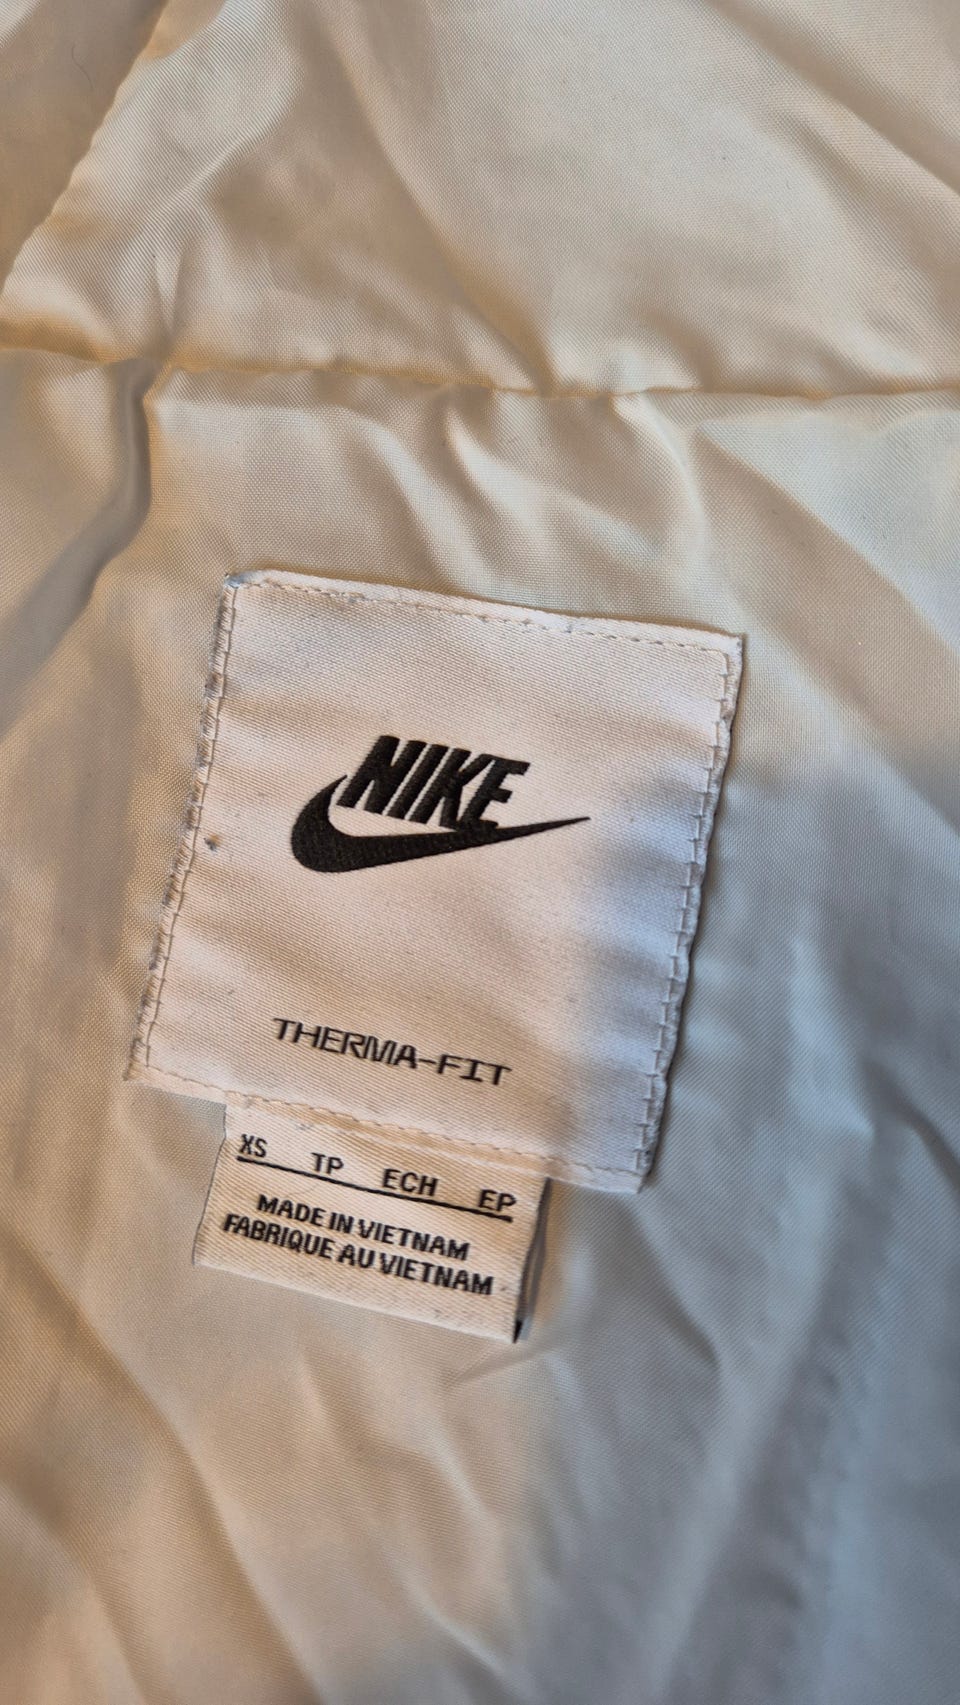 NIKE
THERMA-FIT
XS TP ECH EP
MADE IN VIETNAM
FABRIQUE AU VIETNAM